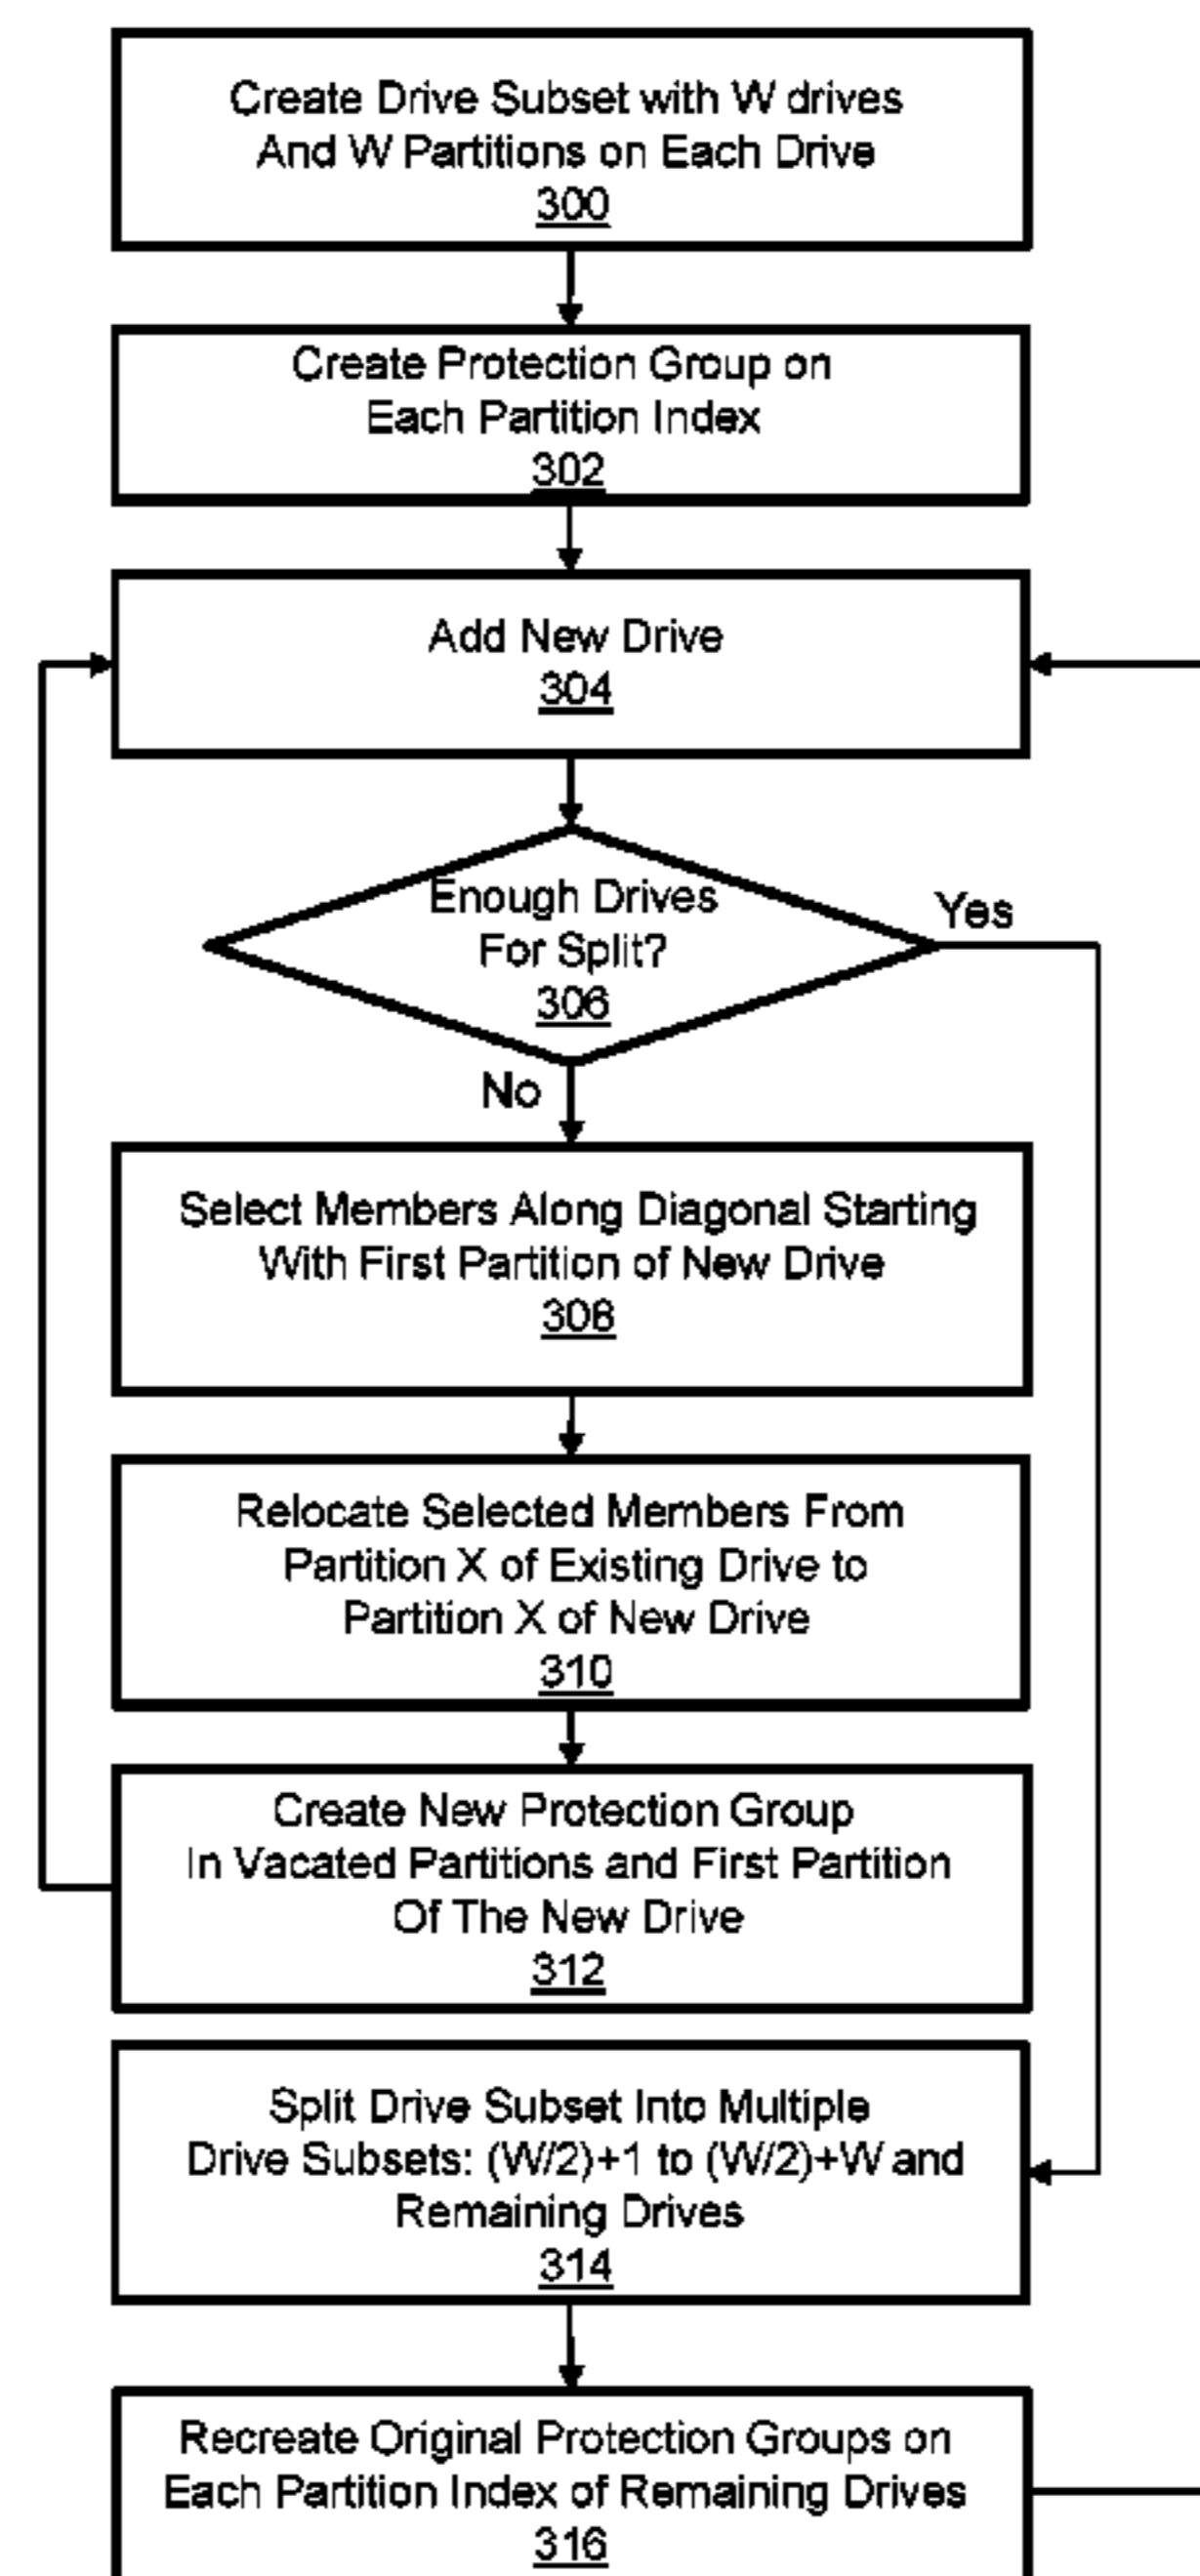 Create Drive Subset with W drives
And W Partitions on Each Drive
300
Create Protection Group on
Each Partition Index
302
Add New Drive
304
Enough Drives
For Split?
306
Yes
No
Select Members Along Diagonal Starting
With First Partition of New Drive
308
Relocate Selected Members From
Partition X of Existing Drive to
Partition X of New Drive
310
Create New Protection Group
In Vacated Partitions and First Partition
Of The New Drive
312
Split Drive Subset Into Multiple
Drive Subsets: (W/2)+1 to (W/2)+W and
Remaining Drives
314
Recreate Original Protection Groups on
Each Partition Index of Remaining Drives
316